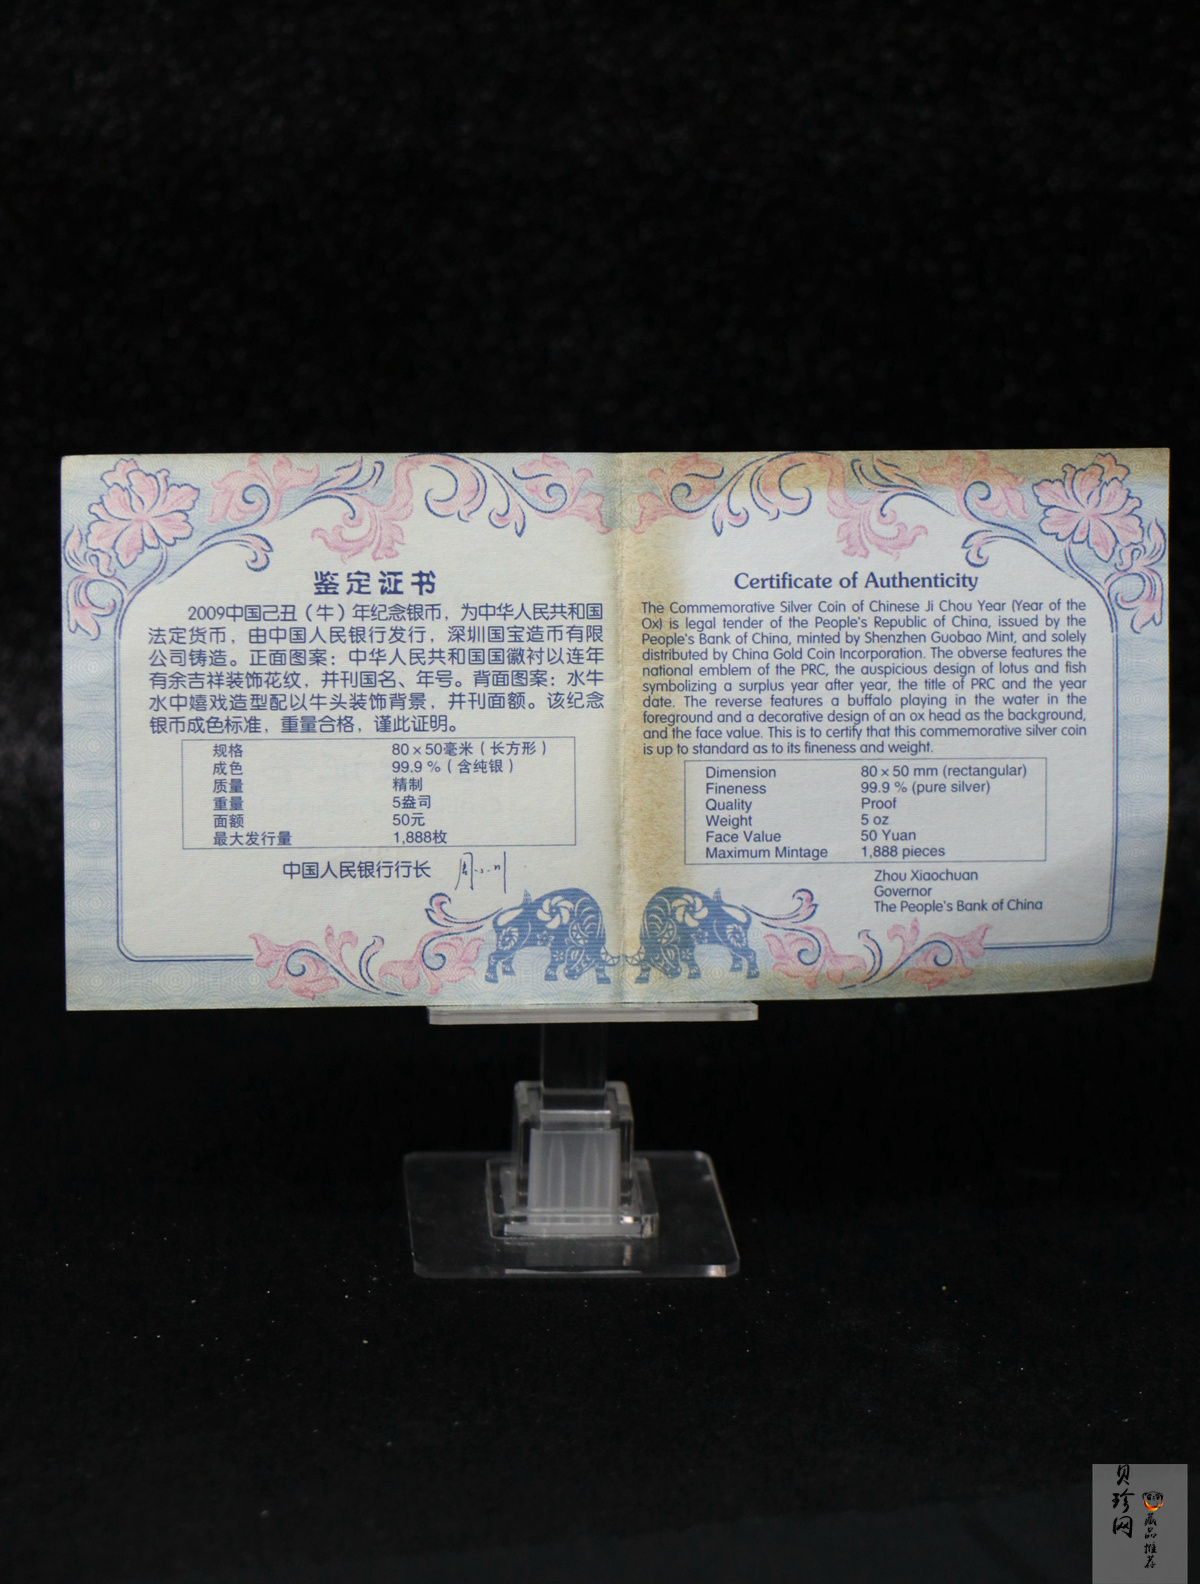 鉴定证书
2009中国己丑（牛）年纪念银币，为中华人民共和国
法定货币，由中国人民银行发行，深圳国宝造币有限
公司铸造。正面图案：中华人民共和国国徽衬以连年
有余吉祥装饰花纹，并刊国名、年号。背面图案：水牛
水中嬉戏造型配以牛头装饰背景，并刊面额。该纪念
银币成色标准，重量合格，谨此证明。
规格 80×50毫米（长方形）
成色 99.9％（含纯银）
质量 精制
重量 5盎司
面额 50元
最大发行量 1,888枚
中国人民银行行长
Certificate of Authenticity
The Commemorative Silver Coin of Chinese Ji Chou Year (Year of the
Ox) is legal tender of the People's Republic of China, issued by the
People's Bank of China, minted by Shenzhen Guobao Mint, and solely
distributed by China Gold Coin Incorporation. The obverse features the
national emblem of the PRC, the auspicious design of lotus and fish
symbolizing a surplus year after year, the title of PRC and the year
date. The reverse features a buffalo playing in the water in the
foreground and a decorative design of an ox head as the background,
and the face value. This is to certify that this commemorative silver coin
is up to standard as to its fineness and weight.
Dimension 80×50 mm (rectangular)
Fineness 99.9 % (pure silver)
Quality Proof
Weight 5 oz
Face Value 50 Yuan
Maximum Mintage 1,888 pieces
Zhou Xiaochuan
Governor
The People's Bank of China
贝珍网
藏品推荐